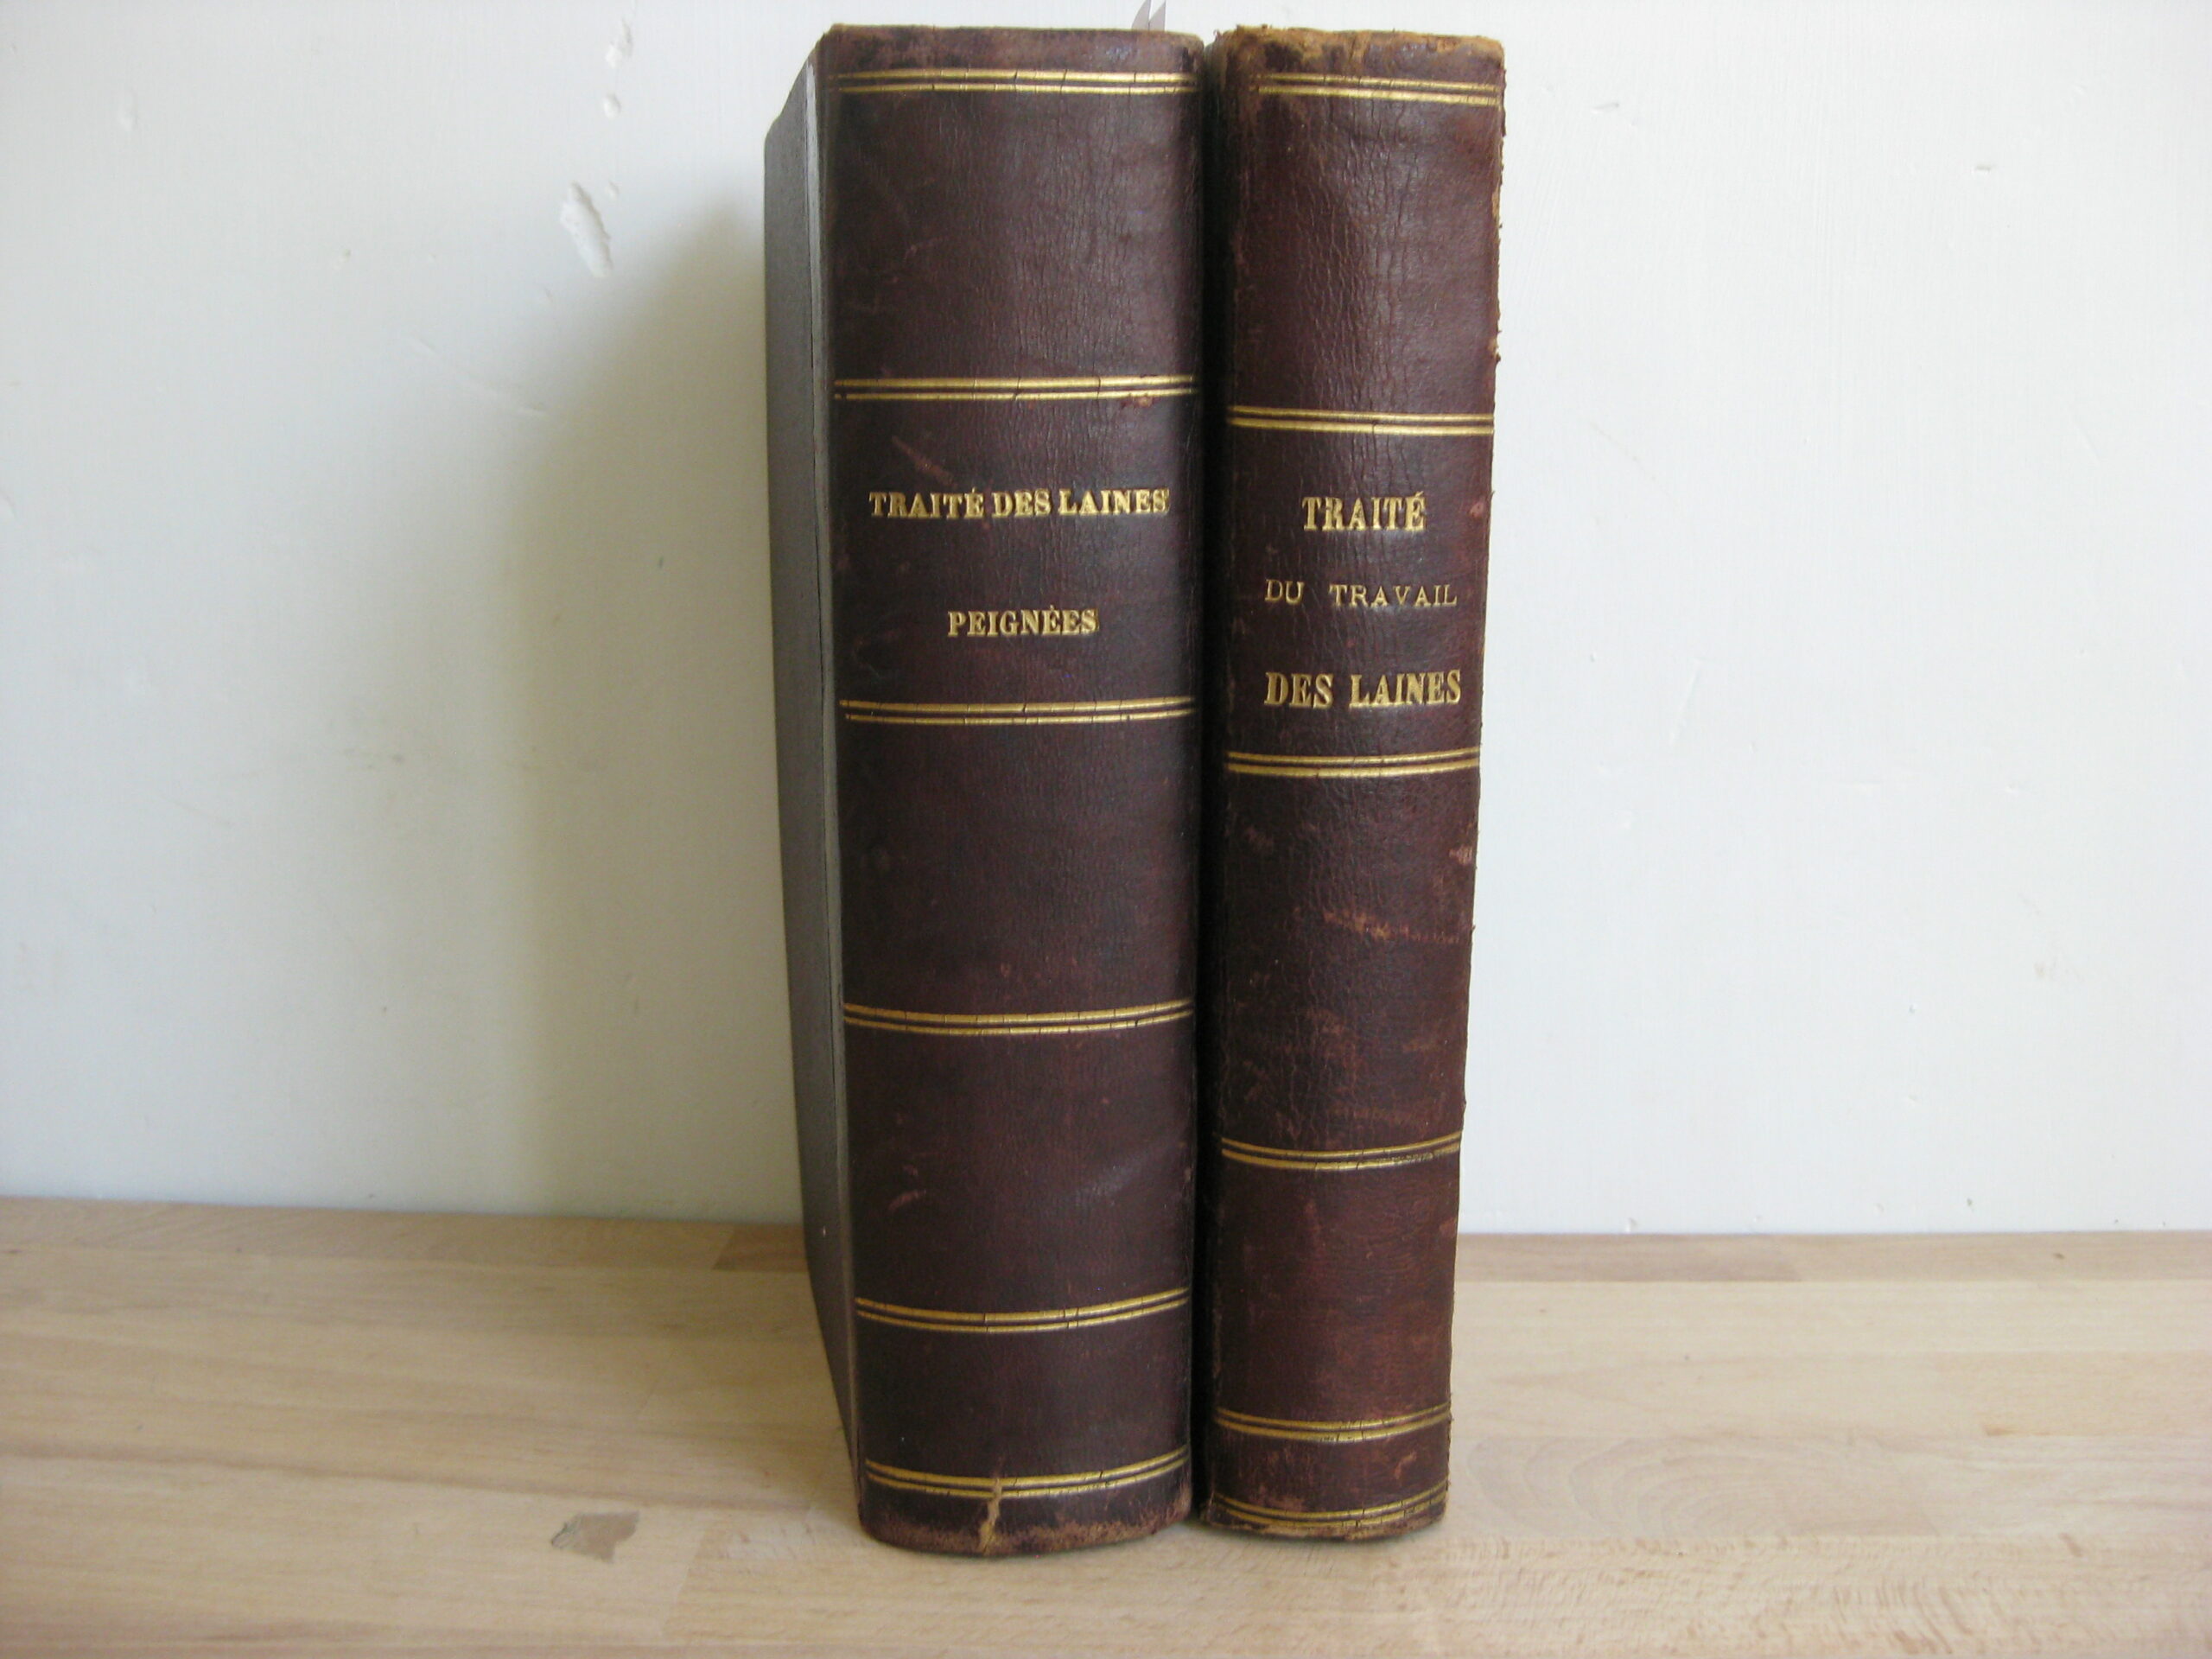 TRAITÉ DES LAINES
PEIGNÉES
TRAITÉ
DU TRAVAIL
DES LAINES